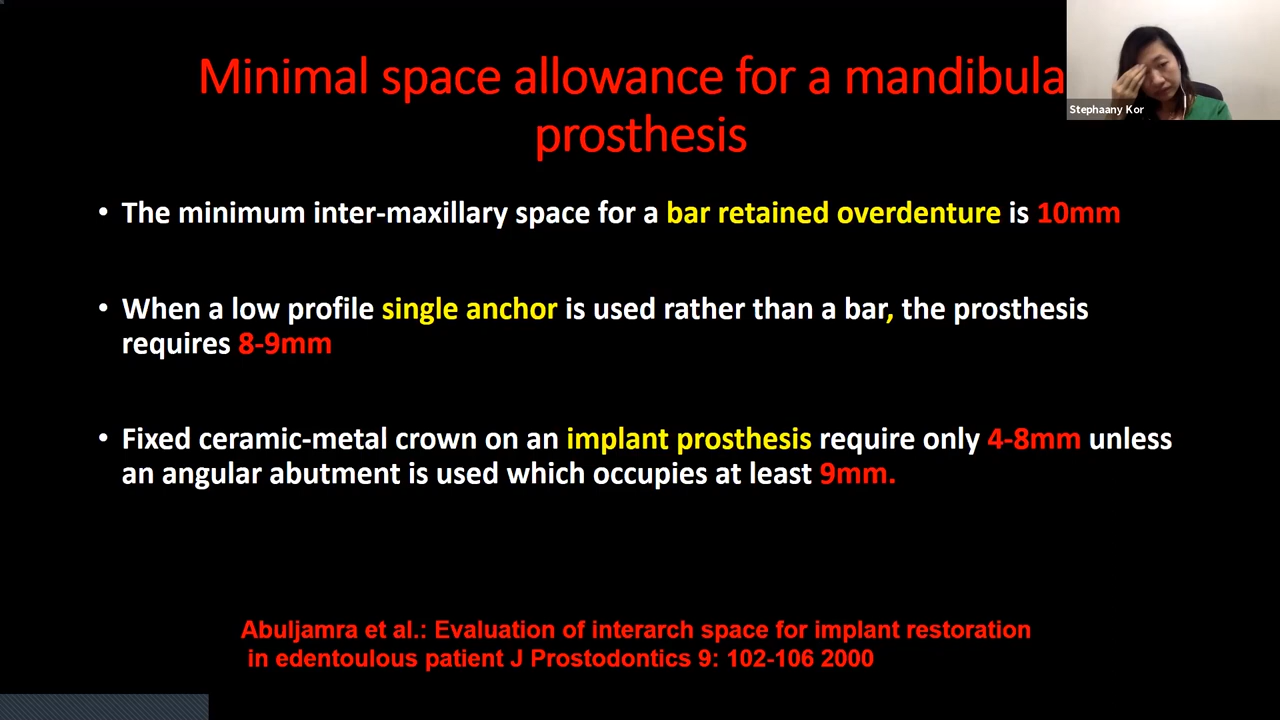 Minimal space allowance for a mandibula
prosthesis
Stephaany Kor
• The minimum inter-maxillary space for a bar retained overdenture is 10mm
• When a low profile single anchor is used rather than a bar, the prosthesis
requires 8-9mm
• Fixed ceramic-metal crown on an implant prosthesis require only 4-8mm unless
an angular abutment is used which occupies at least 9mm.
Abuljamra et al.: Evaluation of interarch space for implant restoration
in edentoulous patient J Prostodontics 9: 102-106 2000